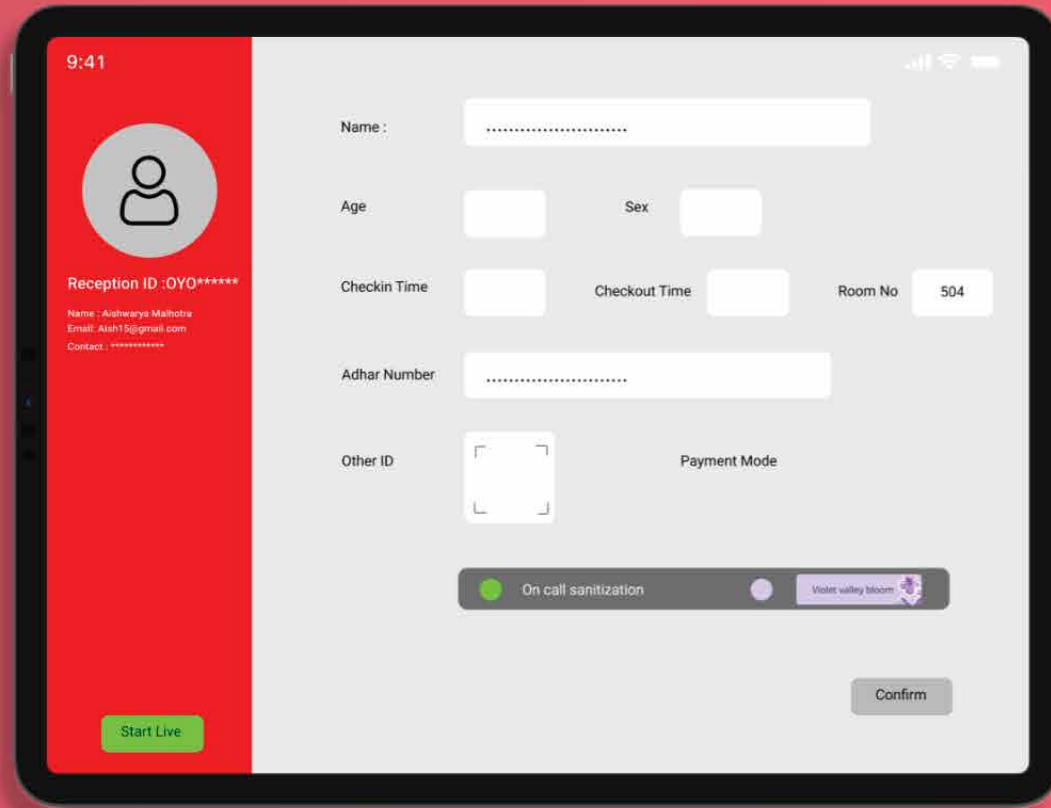 9:41
Reception ID :OYO******
Name : Aishwarya Malhotra
Email: Aish15@gmail.com
Contact : ************
Start Live
Name : .........................
Age Sex
Checkin Time Checkout Time Room No 504
Adhar Number .........................
Other ID Payment Mode
On call sanitization Violet valley bloom
Confirm